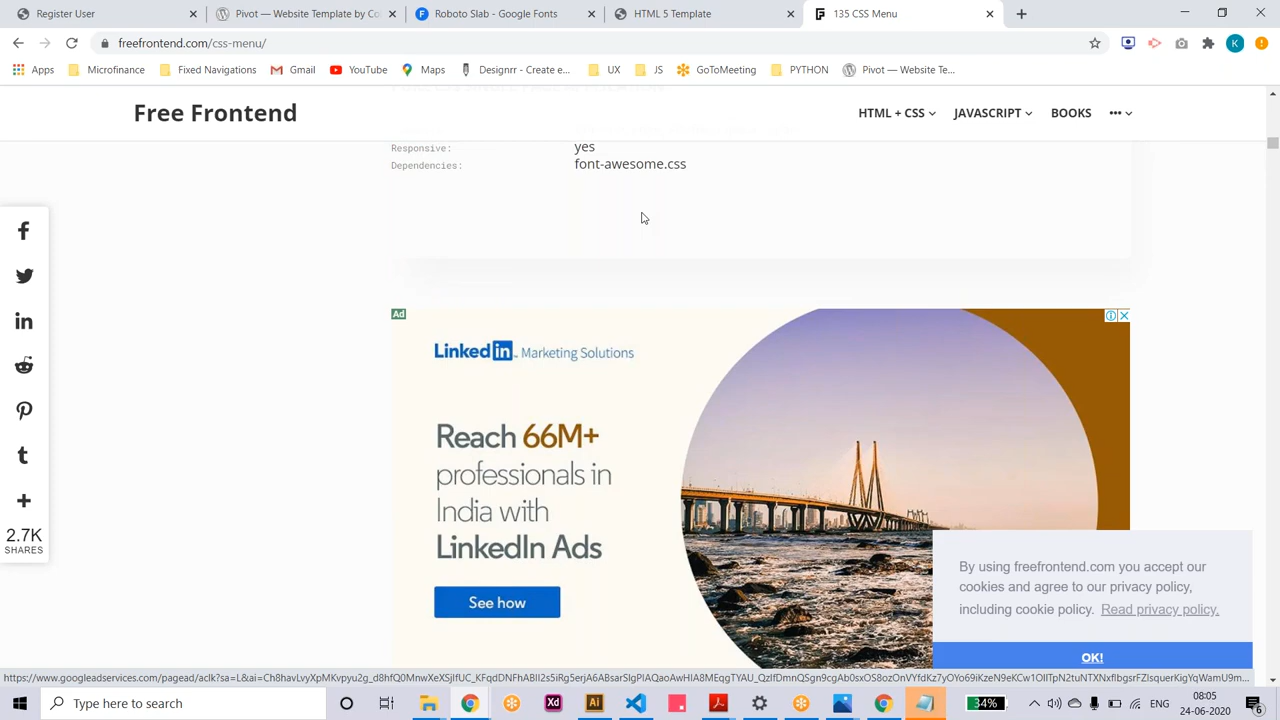 Register User
Pivot — Website Template by Co
Roboto Slab - Google Fonts
HTML 5 Template
135 CSS Menu
freefrontend.com/css-menu/
Apps
Microfinance
Fixed Navigations
Gmail
YouTube
Maps
Designrr - Create e...
UX
JS
GoToMeeting
PYTHON
Pivot — Website Te...
Free Frontend
HTML + CSS
JAVASCRIPT
BOOKS
Responsive: yes
Dependencies: font-awesome.css
2.7K
SHARES
Ad
LinkedIn Marketing Solutions
Reach 66M+
professionals in
India with
LinkedIn Ads
See how
By using freefrontend.com you accept our
cookies and agree to our privacy policy,
including cookie policy. Read privacy policy.
OK!
Type here to search
34%
ENG
08:05
24-06-2020
6